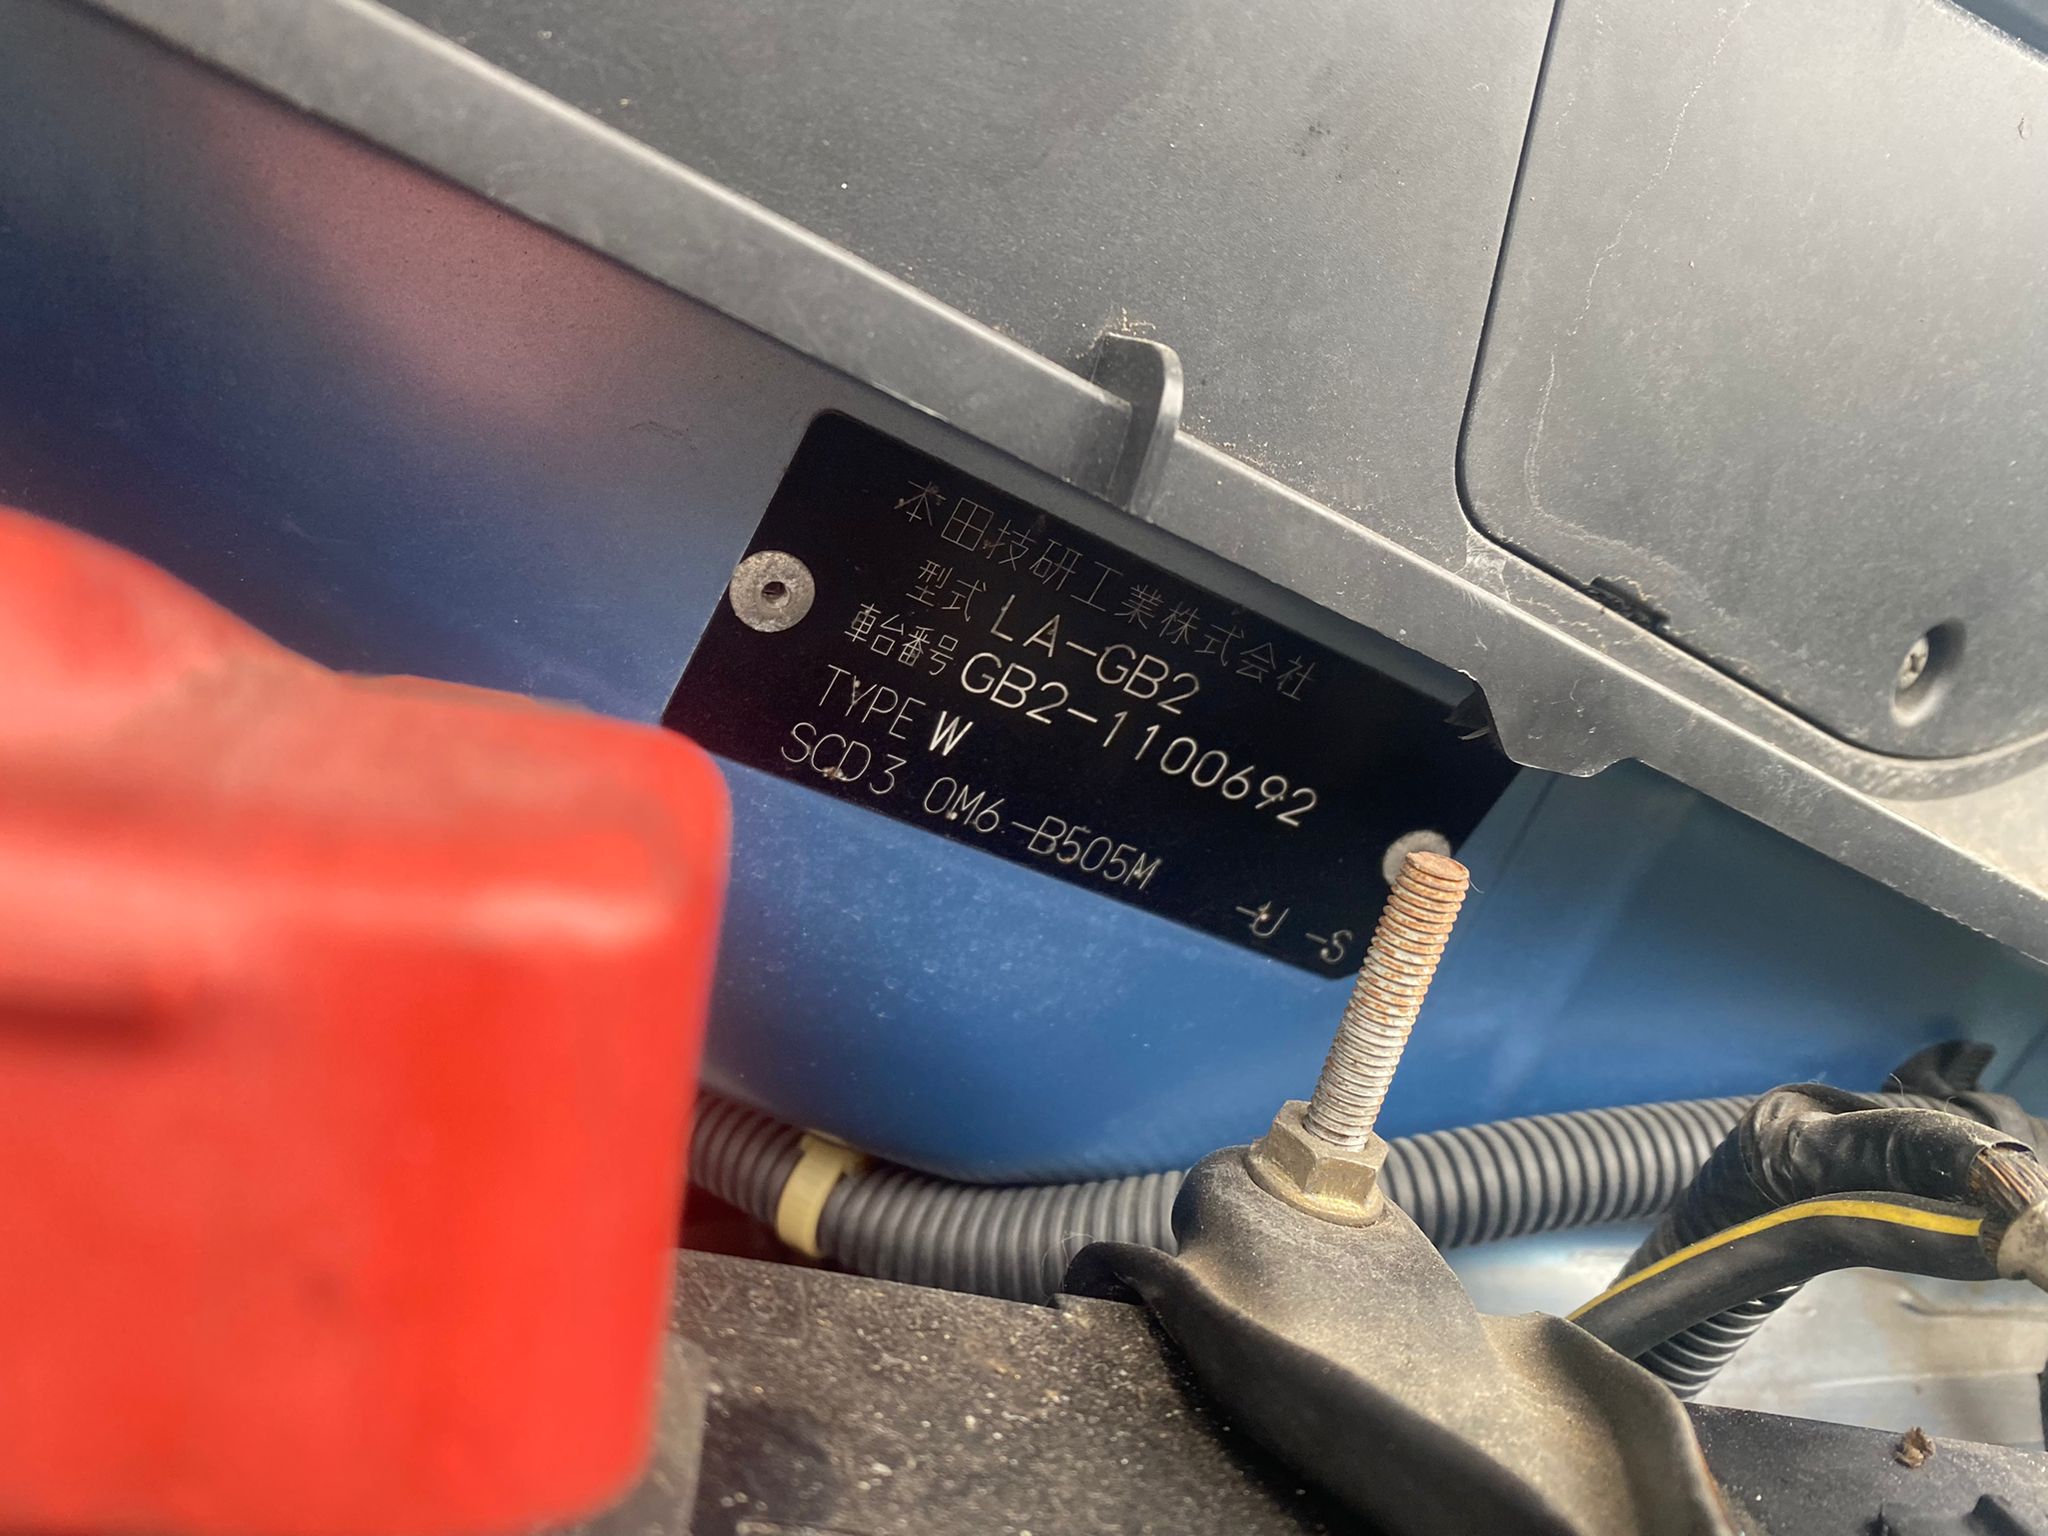 本田技研工業株式会社
型式 LA-GB2
車台番号 GB2-1100692
TYPE W
SCD3 0M6-B505M -U -S